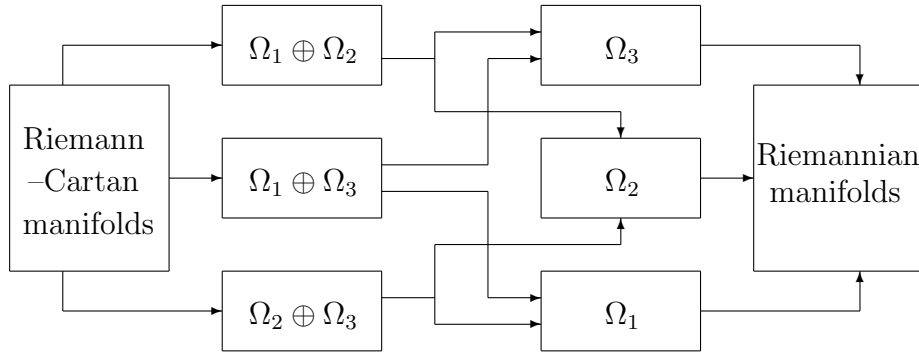 Riemann
–Cartan
manifolds
Ω₁ ⊕ Ω₂
Ω₁ ⊕ Ω₃
Ω₂ ⊕ Ω₃
Ω₃
Ω₂
Ω₁
Riemannian
manifolds